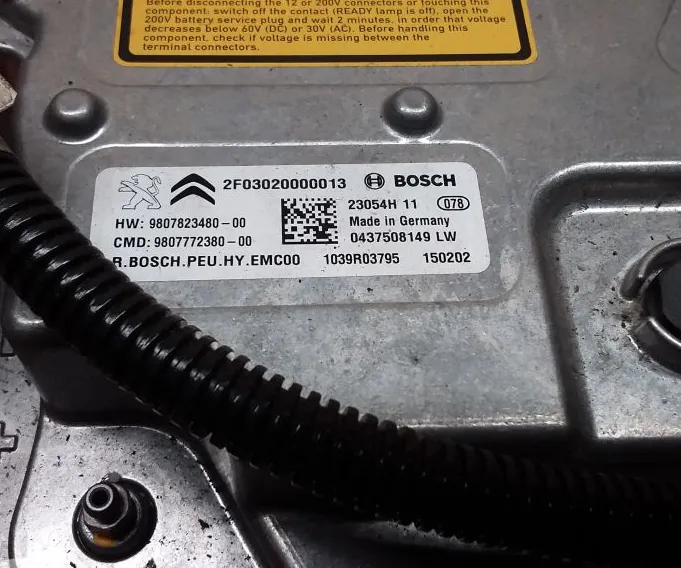 Before disconnecting the 12 or 200V connectors or touching this
component: switch off the contact (READY lamp is off), open the
200V battery service plug and wait 2 minutes, in order that voltage
decreases below 60V (DC) or 30V (AC). Before handling this
component, check if voltage is missing between the
terminal connectors.
2F03020000013 BOSCH
23054H 11 078
HW: 9807823480-00 Made in Germany
CMD: 9807772380-00 0437508149 LW
R.BOSCH.PEU.HY.EMC00 1039R03795 150202